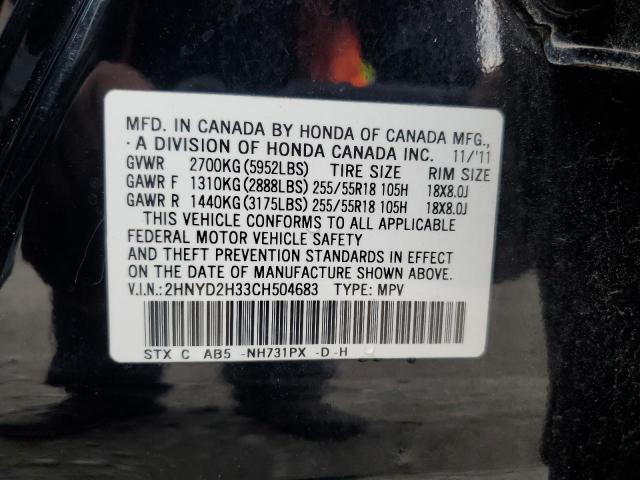 MFD. IN CANADA BY HONDA OF CANADA MFG.,
A DIVISION OF HONDA CANADA INC. 11/'11
GVWR 2700KG(5952LBS) TIRE SIZE RIM SIZE
GAWR F 1310KG(2888LBS) 255/55R18 105H 18X8.0J
GAWR R 1440KG(3175LBS) 255/55R18 105H 18X8.0J
THIS VEHICLE CONFORMS TO ALL APPLICABLE
FEDERAL MOTOR VEHICLE SAFETY
AND THEFT PREVENTION STANDARDS IN EFFECT
ON THE DATE OF MANUFACTURE SHOWN ABOVE.
V.I.N.:2HNYD2H33CH504683 TYPE: MPV
STX C AB5 -NH731PX -D -H